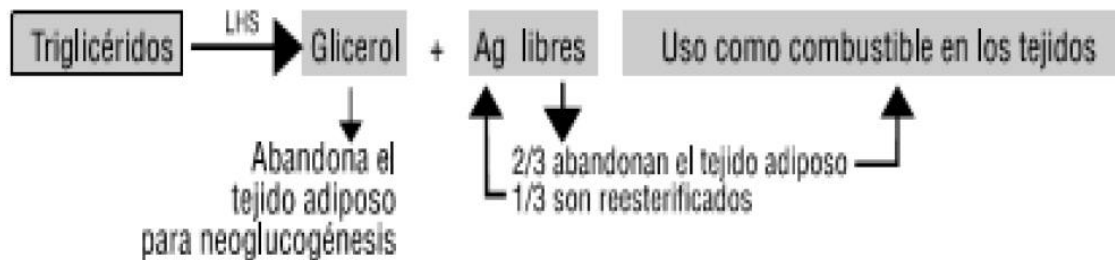 LHS
Triglicéridos Glicerol + Ag libres Uso como combustible en los tejidos
Abandona el
tejido adiposo
para neoglucogénesis
2/3 abandonan el tejido adiposo
1/3 son reesterificados